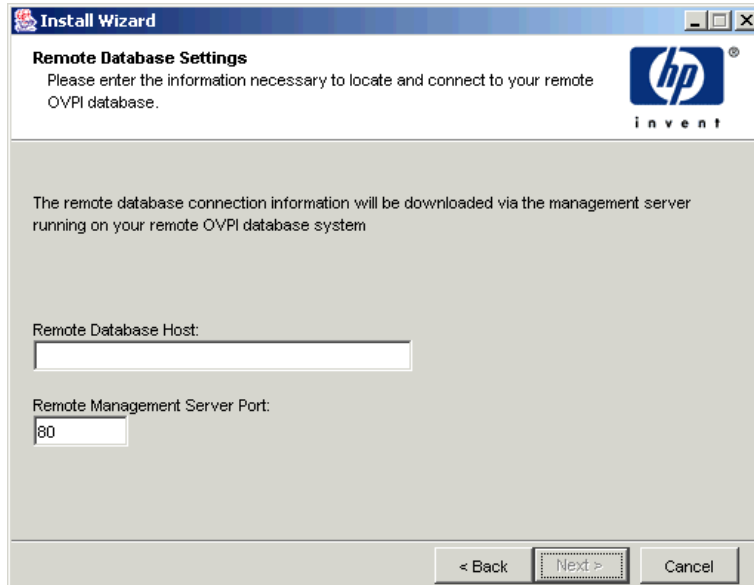 Install Wizard
Remote Database Settings
Please enter the information necessary to locate and connect to your remote
OVPI database.
hp
®
invent
The remote database connection information will be downloaded via the management server
running on your remote OVPI database system
Remote Database Host:
Remote Management Server Port:
80
< Back
Next >
Cancel